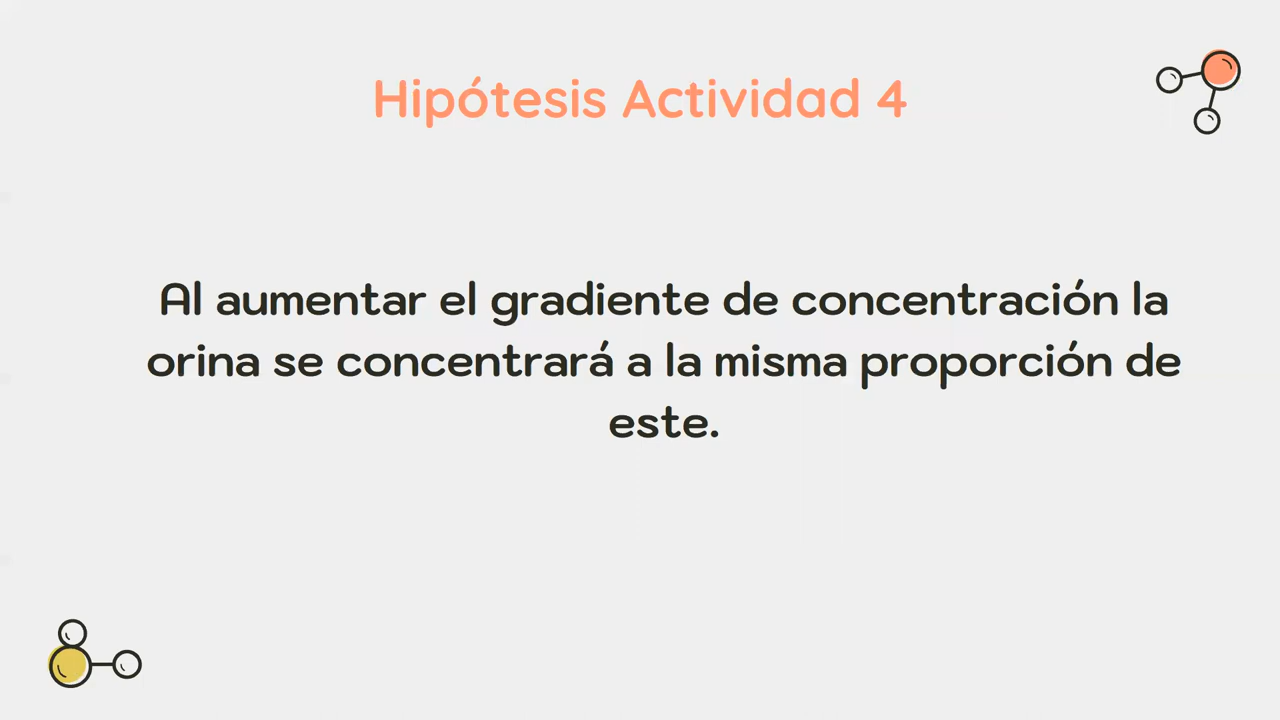 Hipótesis Actividad 4
Al aumentar el gradiente de concentración la
orina se concentrará a la misma proporción de
este.